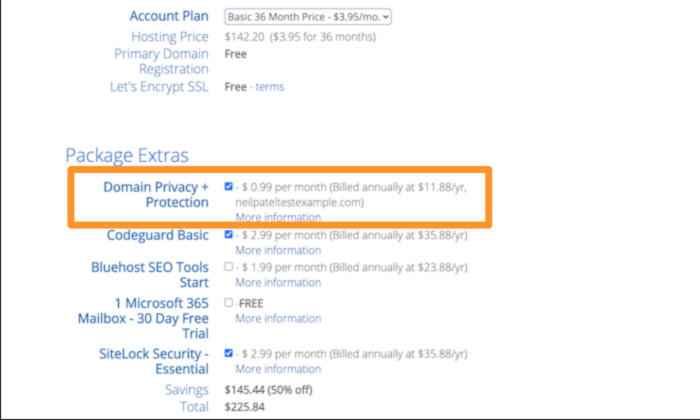 Account Plan Basic 36 Month Price - $3.95/mo.
Hosting Price $142.20 ($3.95 for 36 months)
Primary Domain Free
Registration
Let's Encrypt SSL Free - terms
Package Extras
Domain Privacy + - $ 0.99 per month (Billed annually at $11.88/yr,
Protection neilpateltestexample.com)
More information
Codeguard Basic - $ 2.99 per month (Billed annually at $35.88/yr)
More information
Bluehost SEO Tools - $ 1.99 per month (Billed annually at $23.88/yr)
Start More information
1 Microsoft 365 -FREE
Mailbox - 30 Day Free More information
Trial
SiteLock Security - - $ 2.99 per month (Billed annually at $35.88/yr)
Essential More information
Savings $145.44 (50% off)
Total $225.84